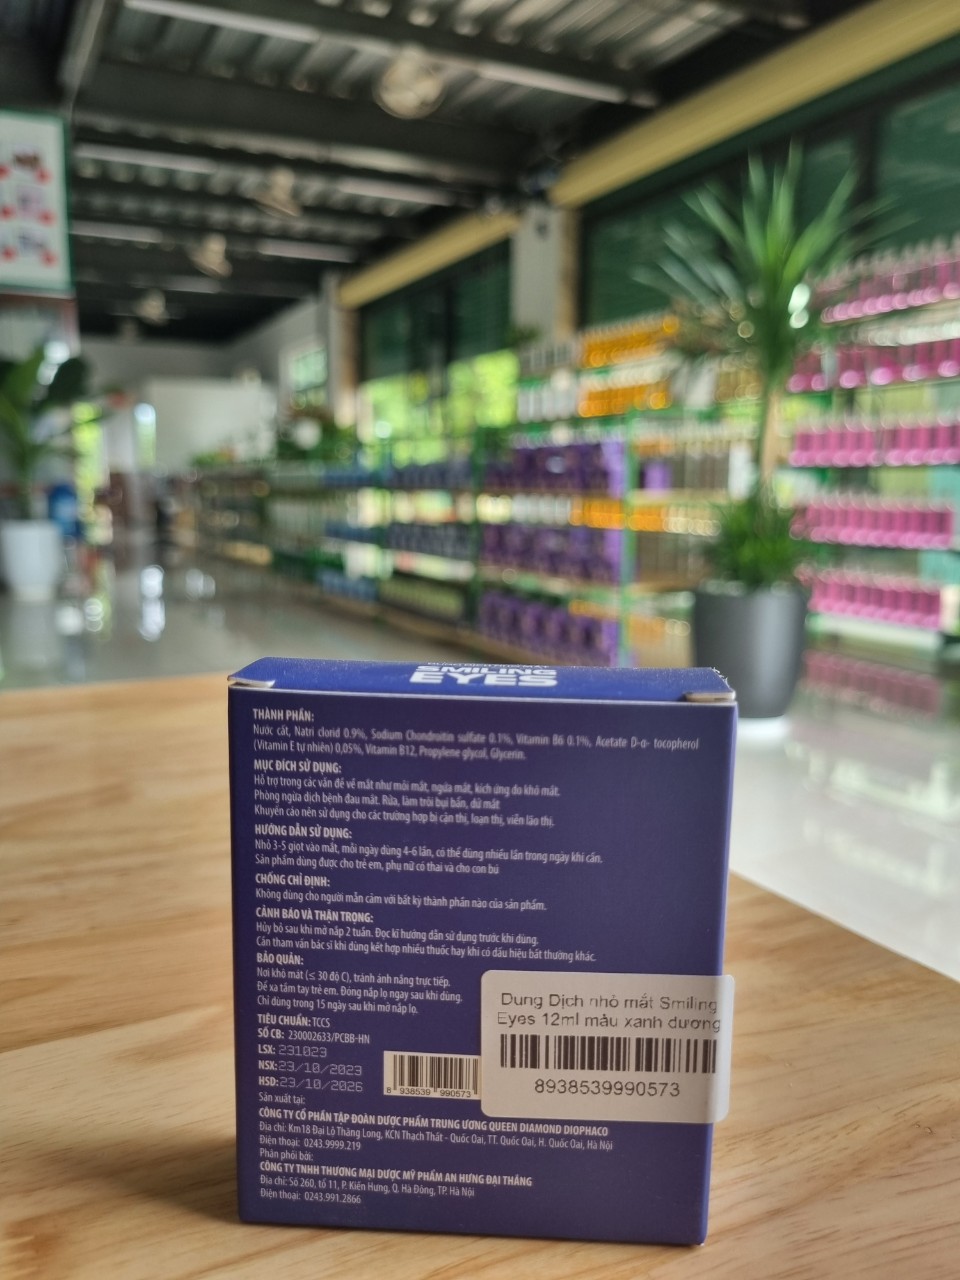 SMILING
EYES
THÀNH PHẦN:
Nước cất, Natri clorid 0.9%, Sodium Chondroitin sulfate 0.1%, Vitamin B6 0.1%, Acetate D-α- tocopherol
(Vitamin E tự nhiên) 0,05%, Vitamin B12, Propylene glycol, Glycerin.
MỤC ĐÍCH SỬ DỤNG:
Hỗ trợ trong các vấn đề về mắt như mỏi mắt, ngứa mắt, kích ứng do khô mắt.
Phòng ngừa dịch bệnh đau mắt. Rửa, làm trôi bụi bẩn, dử mắt
Khuyến cáo nên sử dụng cho các trường hợp bị cận thị, loạn thị, viễn lão thị.
HƯỚNG DẪN SỬ DỤNG:
Nhỏ 3-5 giọt vào mắt, mỗi ngày dùng 4-6 lần, có thể dùng nhiều lần trong ngày khi cần.
Sản phẩm dùng được cho trẻ em, phụ nữ có thai và cho con bú
CHỐNG CHỈ ĐỊNH:
Không dùng cho người mẫn cảm với bất kỳ thành phần nào của sản phẩm.
CẢNH BÁO VÀ THẬN TRỌNG:
Hủy bỏ sau khi mở nắp 2 tuần. Đọc kĩ hướng dẫn sử dụng trước khi dùng.
Cần tham vấn bác sĩ khi dùng kết hợp nhiều thuốc hay khi có dấu hiệu bất thường khác.
BẢO QUẢN:
Nơi khô mát (≤ 30 độ C), tránh ánh nắng trực tiếp.
Để xa tầm tay trẻ em. Đóng nắp lọ ngay sau khi dùng.
Chỉ dùng trong 15 ngày sau khi mở nắp lọ.
TIÊU CHUẨN: TCCS
SỐ CB: 230002633/PCBB-HN
LSX: 231023
NSX: 23/10/2023
HSD: 23/10/2026
8 938539 990573
Dung Dịch nhỏ mắt Smiling
Eyes 12ml màu xanh dương
8938539990573
Sản xuất tại:
CÔNG TY CỔ PHẦN TẬP ĐOÀN DƯỢC PHẨM TRUNG ƯƠNG QUEEN DIAMOND DIOPHACO
Địa chỉ: Km18 Đại Lộ Thăng Long, KCN Thạch Thất - Quốc Oai, TT. Quốc Oai, H. Quốc Oai, Hà Nội
Điện thoại: 0243.9999.219
Phân phối bởi:
CÔNG TY TNHH THƯƠNG MẠI DƯỢC MỸ PHẨM AN HƯNG ĐẠI THẮNG
Địa chỉ: Số 260, tổ 11, P. Kiến Hưng, Q. Hà Đông, TP. Hà Nội
Điện thoại: 0243.991.2866